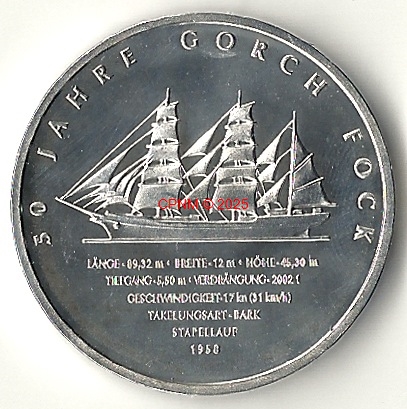 50 JAHRE GORCH FOCK
CPHM © 2025
LÄNGE-89,32 m • BREITE-12 m • HÖHE-45,30 m
TIEFGANG-5,50 m • VERDRÄNGUNG-2002 t
GESCHWINDIGKEIT-17 kn (31 km/h)
TAKELUNGSART-BARK
STAPELLAUF
1958